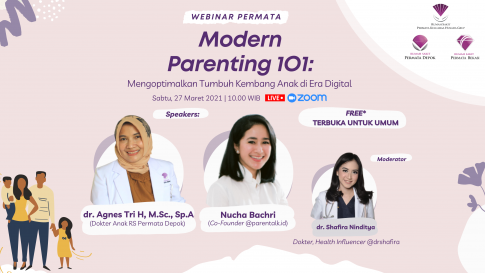 WEBINAR PERMATA
Modern
Parenting 101:
Mengoptimalkan Tumbuh Kembang Anak di Era Digital
Sabtu, 27 Maret 2021 | 10.00 WIB LIVE zoom
PERMATA DEPOK
PERMATA BEKASI
Speakers:
FREE*
TERBUKA UNTUK UMUM
Moderator
dr. Agnes Tri H, M.Sc., Sp.A
(Dokter Anak RS Permata Depok)
Nucha Bachri
(Co-Founder @parentalk.id)
dr. Shafira Ninditya
Dokter, Health Influencer @drshafira